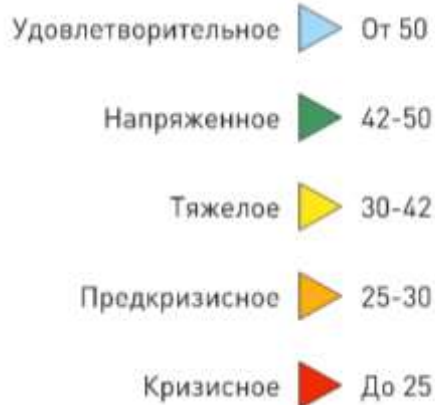 Удовлетворительное От 50
Напряженное 42-50
Тяжелое 30-42
Предкризисное 25-30
Кризисное До 25